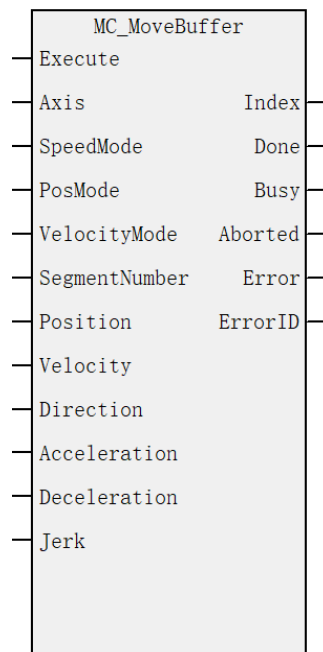 MC_MoveBuffer
Execute
Axis Index
SpeedMode Done
PosMode Busy
VelocityMode Aborted
SegmentNumber Error
Position ErrorID
Velocity
Direction
Acceleration
Deceleration
Jerk